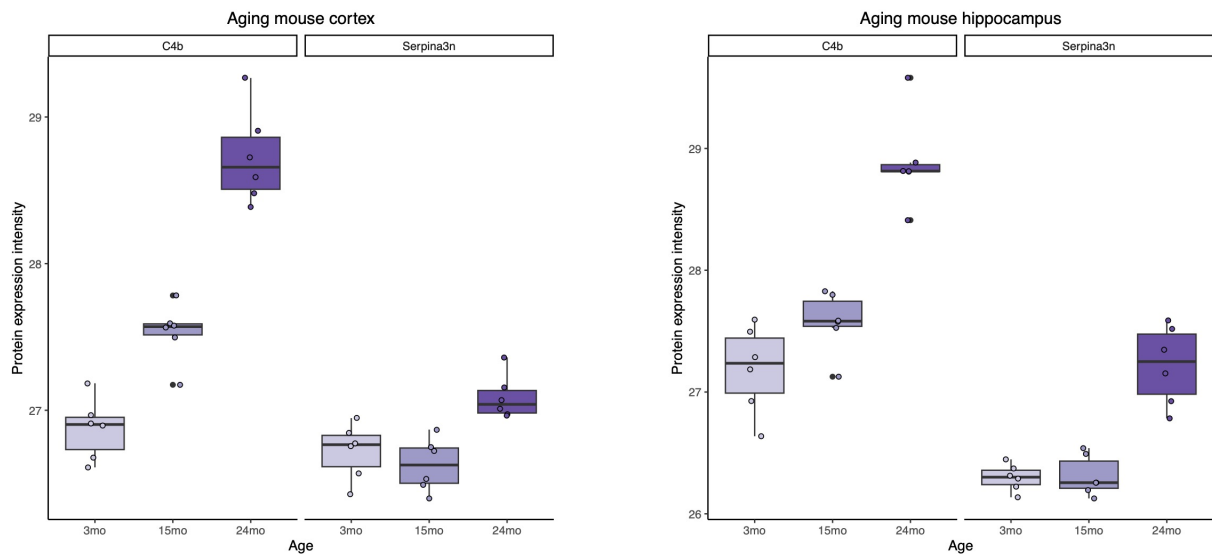 Aging mouse cortex
C4b
Serpina3n
Protein expression intensity
29
28
27
3mo
15mo
24mo
3mo
15mo
24mo
Age
Aging mouse hippocampus
C4b
Serpina3n
Protein expression intensity
29
28
27
26
3mo
15mo
24mo
3mo
15mo
24mo
Age